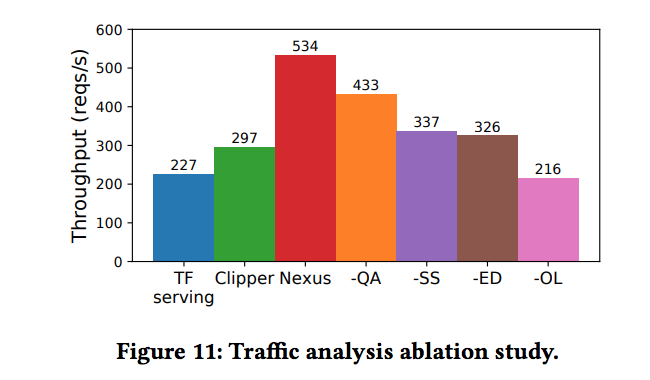 600
500
400
300
200
100
0
Throughput (reqs/s)
227
297
534
433
337
326
216
TF serving
Clipper
Nexus
-QA
-SS
-ED
-OL
Figure 11: Traffic analysis ablation study.